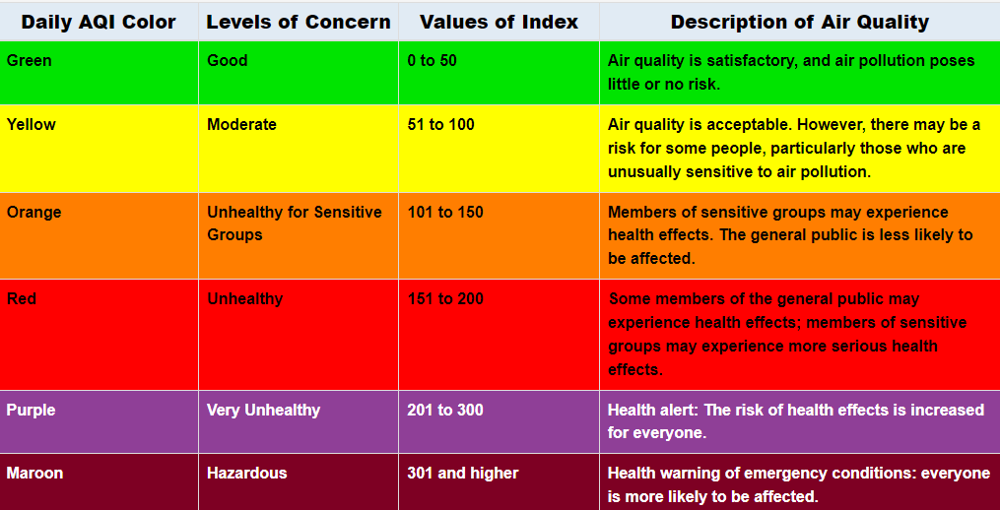 Daily AQI Color Levels of Concern Values of Index Description of Air Quality
Green Good 0 to 50 Air quality is satisfactory, and air pollution poses
little or no risk.
Yellow Moderate 51 to 100 Air quality is acceptable. However, there may be a
risk for some people, particularly those who are
unusually sensitive to air pollution.
Orange Unhealthy for Sensitive 101 to 150 Members of sensitive groups may experience
Groups health effects. The general public is less likely to
be affected.
Red Unhealthy 151 to 200 Some members of the general public may
experience health effects; members of sensitive
groups may experience more serious health
effects.
Purple Very Unhealthy 201 to 300 Health alert: The risk of health effects is increased
for everyone.
Maroon Hazardous 301 and higher Health warning of emergency conditions: everyone
is more likely to be affected.